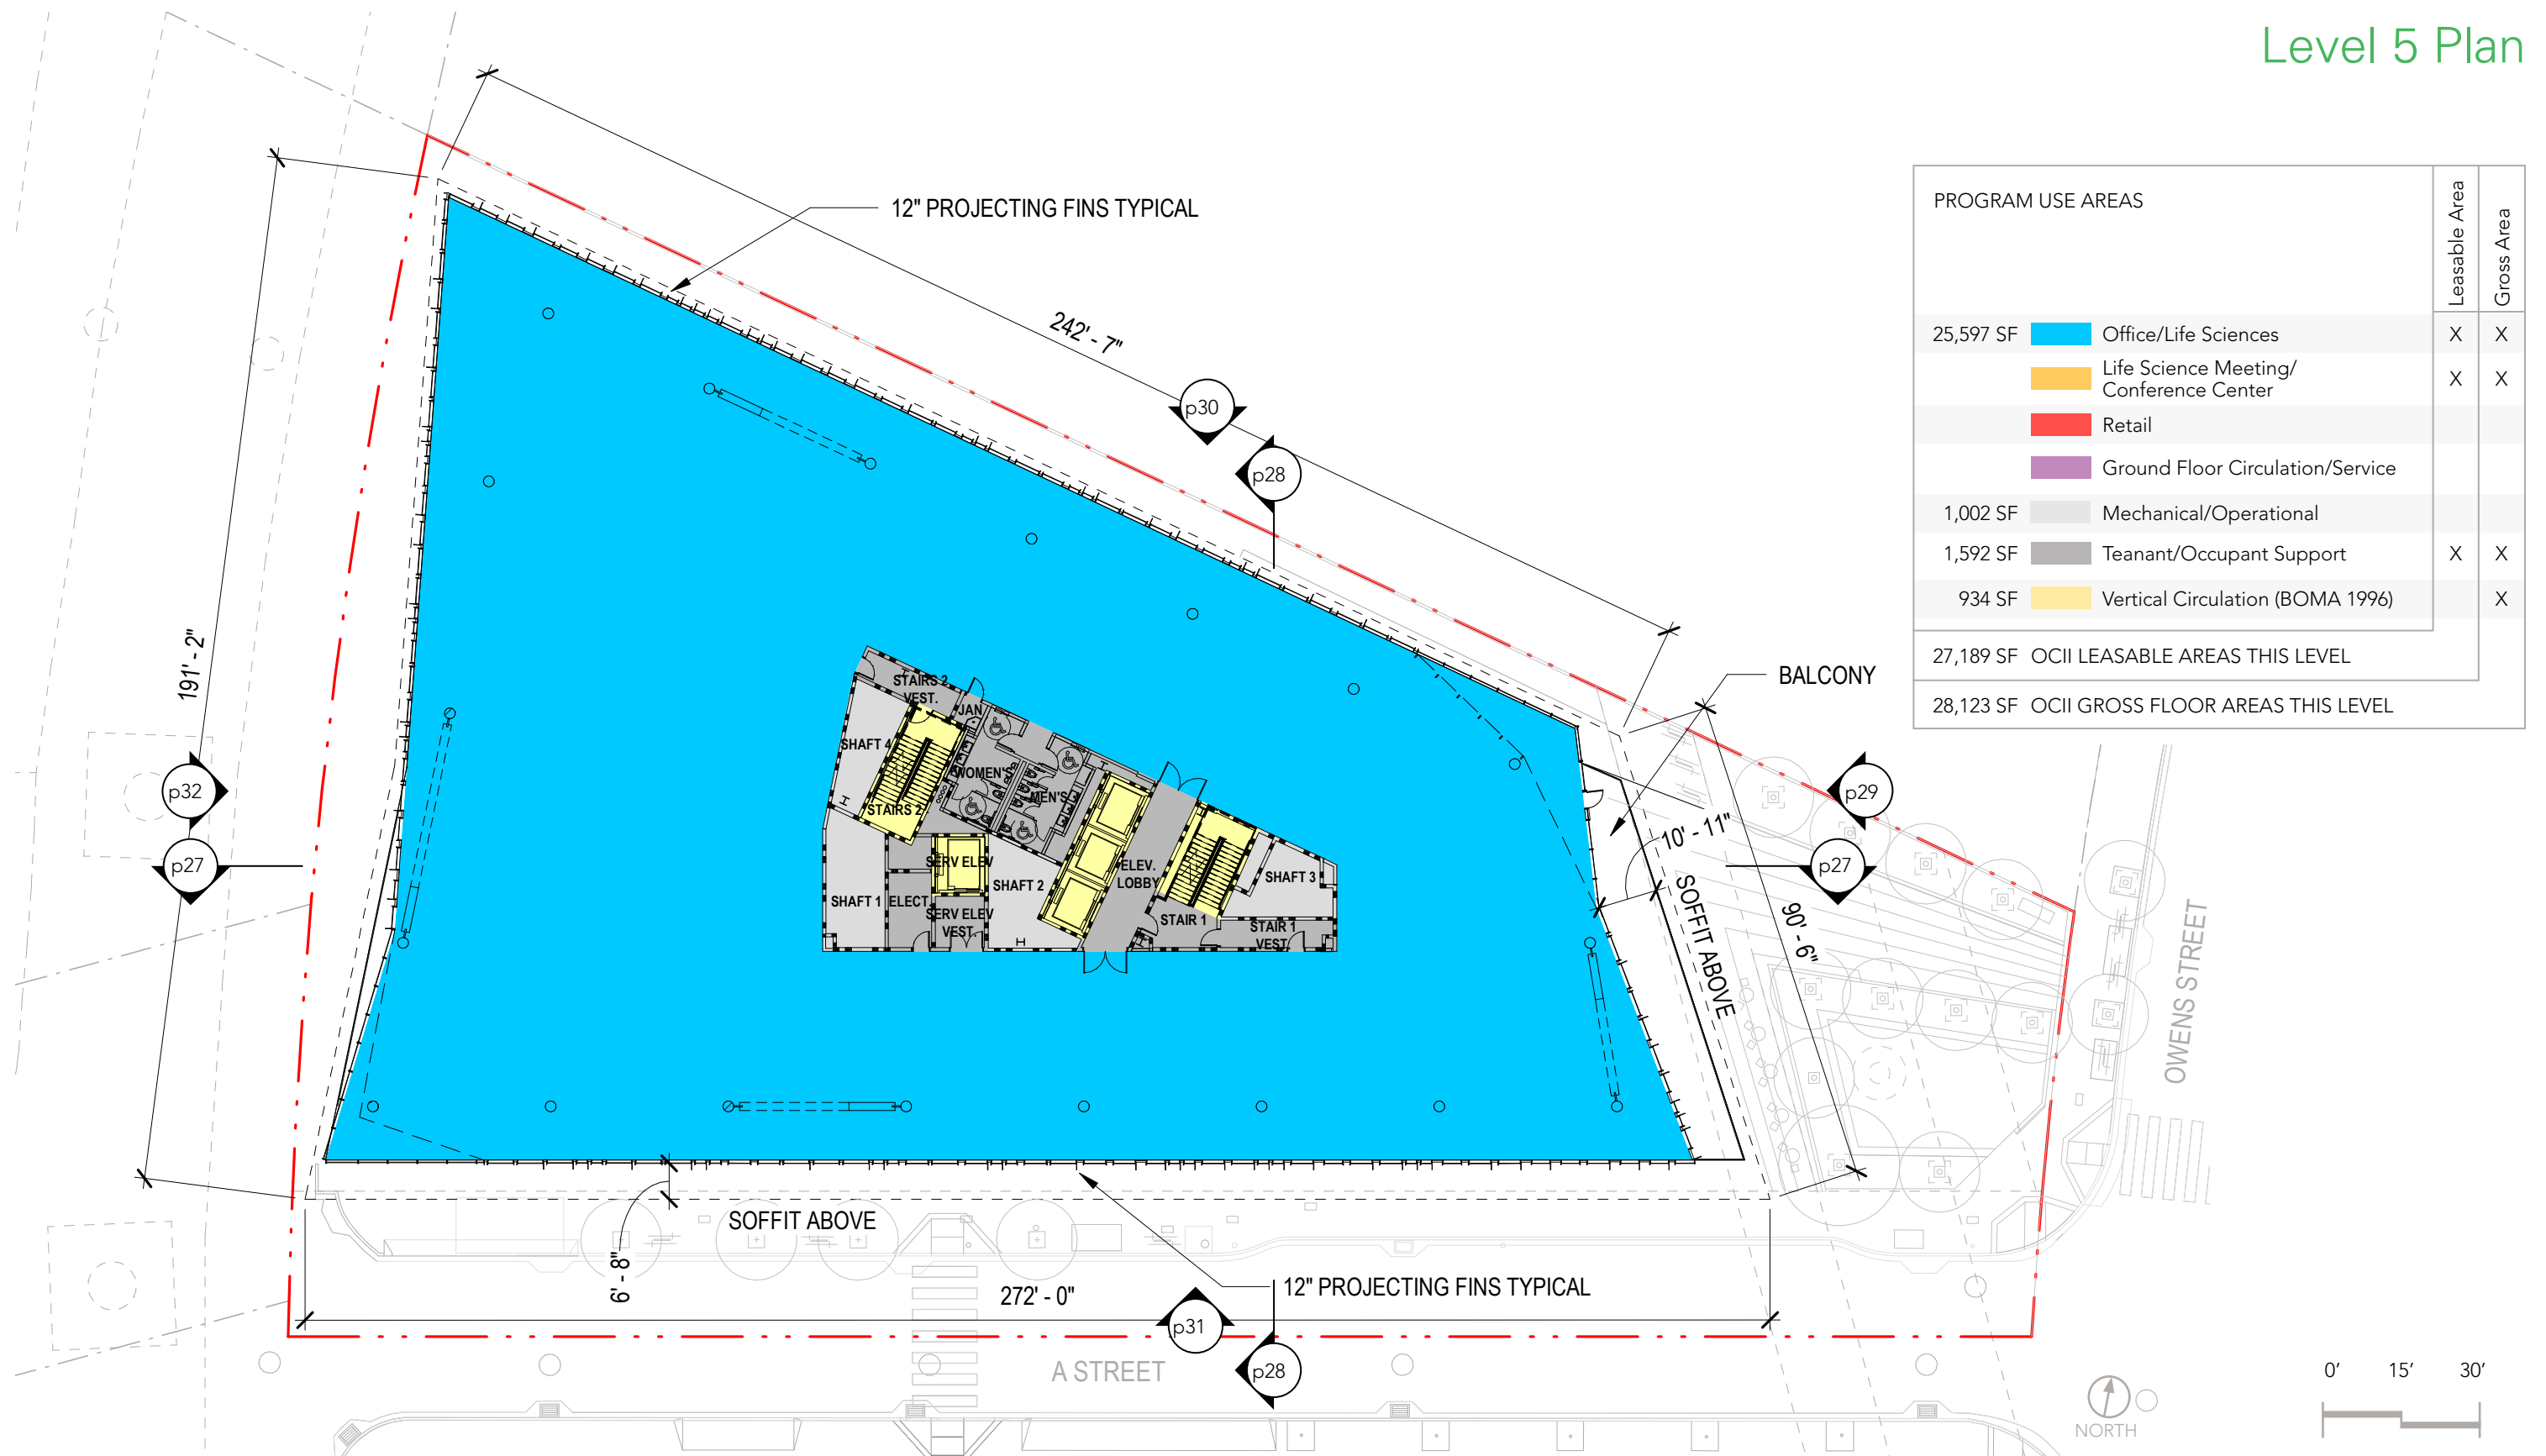 Level 5 Plan
PROGRAM USE AREAS
Leasable Area
Gross Area
25,597 SF Office/Life Sciences X X
Life Science Meeting/
Conference Center X X
Retail
Ground Floor Circulation/Service
1,002 SF Mechanical/Operational
1,592 SF Teanant/Occupant Support X X
934 SF Vertical Circulation (BOMA 1996) X
27,189 SF OCII LEASABLE AREAS THIS LEVEL
28,123 SF OCII GROSS FLOOR AREAS THIS LEVEL
12" PROJECTING FINS TYPICAL
242' - 7"
p30
p28
191' - 2"
BALCONY
STAIRS 2
VEST.
JAN
SHAFT 4
WOMEN'S
MEN'S
STAIRS 2
p32
p29
10' - 11"
p27
p27
SERV ELEV
ELEV.
LOBBY
SHAFT 2
SHAFT 3
SHAFT 1
ELECT.
SERV ELEV
VEST.
STAIR 1
STAIR 1
VEST.
SOFFIT ABOVE
90' - 6"
OWENS STREET
SOFFIT ABOVE
6' - 8"
272' - 0"
12" PROJECTING FINS TYPICAL
p31
p28
A STREET
NORTH
0' 15' 30'